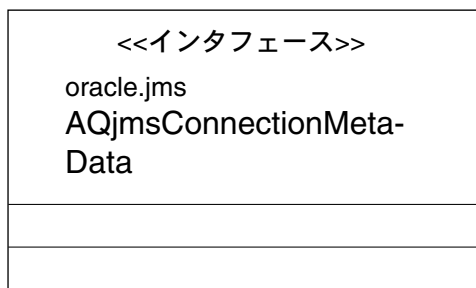 <<インタフェース>>
oracle.jms
AQjmsConnectionMeta-
Data